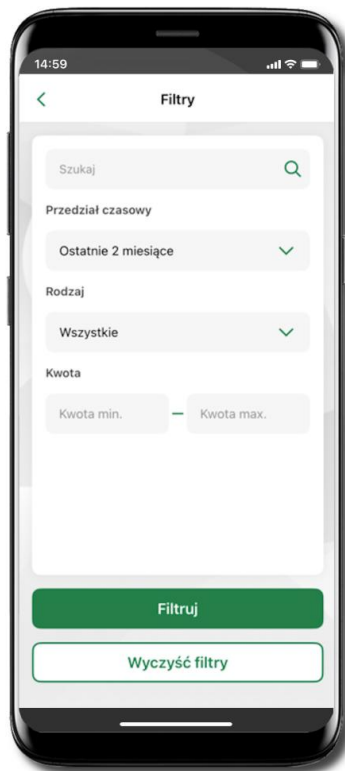 14:59
Filtry
Szukaj
Przedział czasowy
Ostatnie 2 miesiące
Rodzaj
Wszystkie
Kwota
Kwota min. – Kwota max.
Filtruj
Wyczyść filtry